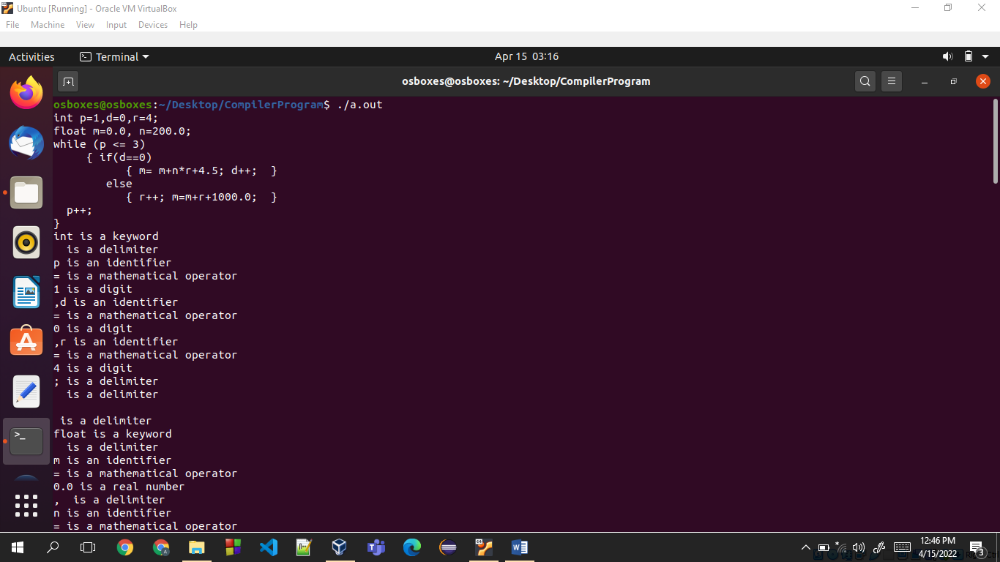 Ubuntu [Running] - Oracle VM VirtualBox
File Machine View Input Devices Help
Activities Terminal Apr 15 03:16
osboxes@osboxes: ~/Desktop/CompilerProgram
osboxes@osboxes:~/Desktop/CompilerProgram$ ./a.out
int p=1,d=0,r=4;
float m=0.0, n=200.0;
while (p <= 3)
     { if(d==0)
           { m= m+n*r+4.5; d++;  }
        else
           { r++; m=m+r+1000.0;  }
  p++;
}
int is a keyword
  is a delimiter
p is an identifier
= is a mathematical operator
1 is a digit
,d is an identifier
= is a mathematical operator
0 is a digit
,r is an identifier
= is a mathematical operator
4 is a digit
; is a delimiter
  is a delimiter

 is a delimiter
float is a keyword
  is a delimiter
m is an identifier
= is a mathematical operator
0.0 is a real number
,  is a delimiter
n is an identifier
= is a mathematical operator
12:46 PM
4/15/2022
3